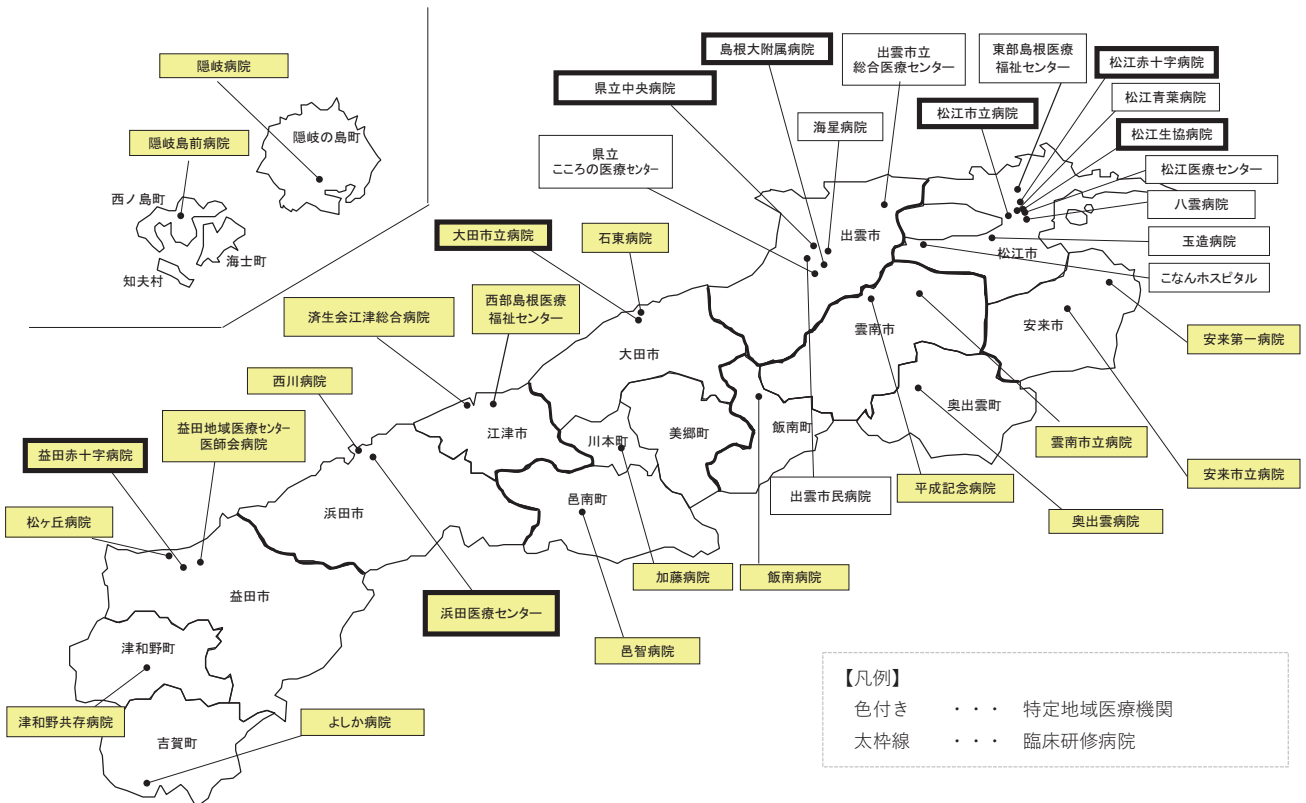 隠岐病院
隠岐島前病院
隠岐の島町
西ノ島町
海士町
知夫村
島根大附属病院
出雲市立
総合医療センター
東部島根医療
福祉センター
松江赤十字病院
県立中央病院
松江青葉病院
松江市立病院
海星病院
松江生協病院
県立
こころの医療センター
松江医療センター
八雲病院
大田市立病院
石東病院
出雲市
玉造病院
松江市
こなんホスピタル
済生会江津総合病院
西部島根医療
福祉センター
雲南市
安来市
安来第一病院
大田市
西川病院
奥出雲町
江津市
川本町
美郷町
飯南町
益田地域医療センター
医師会病院
益田赤十字病院
雲南市立病院
安来市立病院
出雲市民病院
平成記念病院
邑南町
浜田市
松ヶ丘病院
奥出雲病院
加藤病院
飯南病院
益田市
浜田医療センター
津和野町
邑智病院
津和野共存病院
よしか病院
吉賀町
【凡例】
色付き ・・・ 特定地域医療機関
太枠線 ・・・ 臨床研修病院